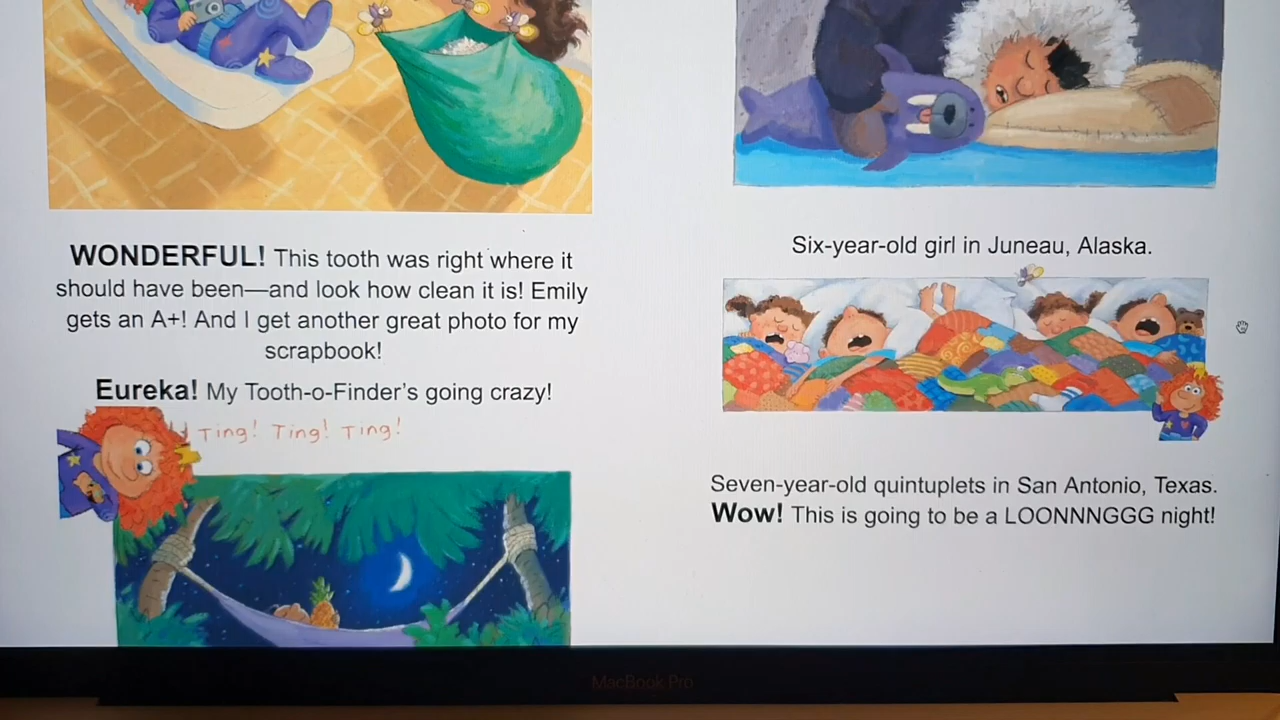 WONDERFUL! This tooth was right where it
should have been—and look how clean it is! Emily
gets an A+! And I get another great photo for my
scrapbook!
Eureka! My Tooth-o-Finder's going crazy!
Ting! Ting! Ting!
Six-year-old girl in Juneau, Alaska.
Seven-year-old quintuplets in San Antonio, Texas.
Wow! This is going to be a LOONNNGGG night!
MacBook Pro